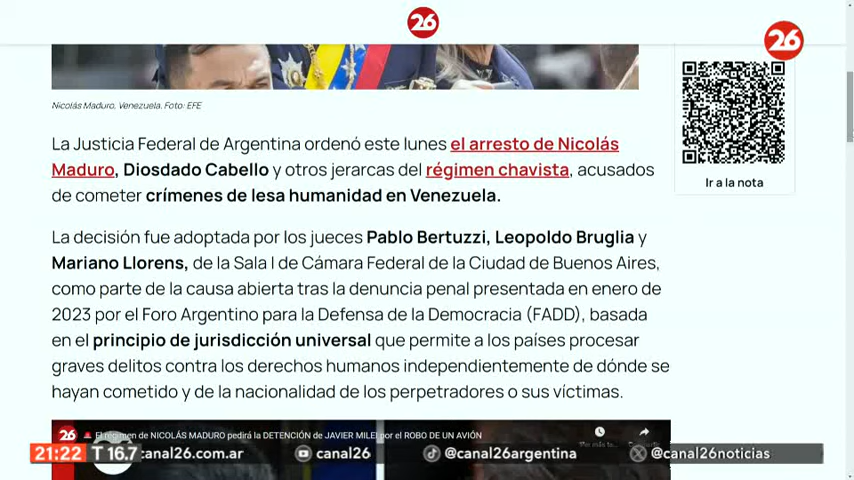 26
26
Nicolás Maduro, Venezuela. Foto: EFE
La Justicia Federal de Argentina ordenó este lunes el arresto de Nicolás
Maduro, Diosdado Cabello y otros jerarcas del régimen chavista, acusados
de cometer crímenes de lesa humanidad en Venezuela.
Ir a la nota
La decisión fue adoptada por los jueces Pablo Bertuzzi, Leopoldo Bruglia y
Mariano Llorens, de la Sala I de Cámara Federal de la Ciudad de Buenos Aires,
como parte de la causa abierta tras la denuncia penal presentada en enero de
2023 por el Foro Argentino para la Defensa de la Democracia (FADD), basada
en el principio de jurisdicción universal que permite a los países procesar
graves delitos contra los derechos humanos independientemente de dónde se
hayan cometido y de la nacionalidad de los perpetradores o sus víctimas.
26 El régimen de NICOLÁS MADURO pedirá la DETENCIÓN de JAVIER MILEI por el ROBO DE UN AVIÓN
21:22 T 16.7 canal26.com.ar canal26 @canal26argentina @canal26noticias